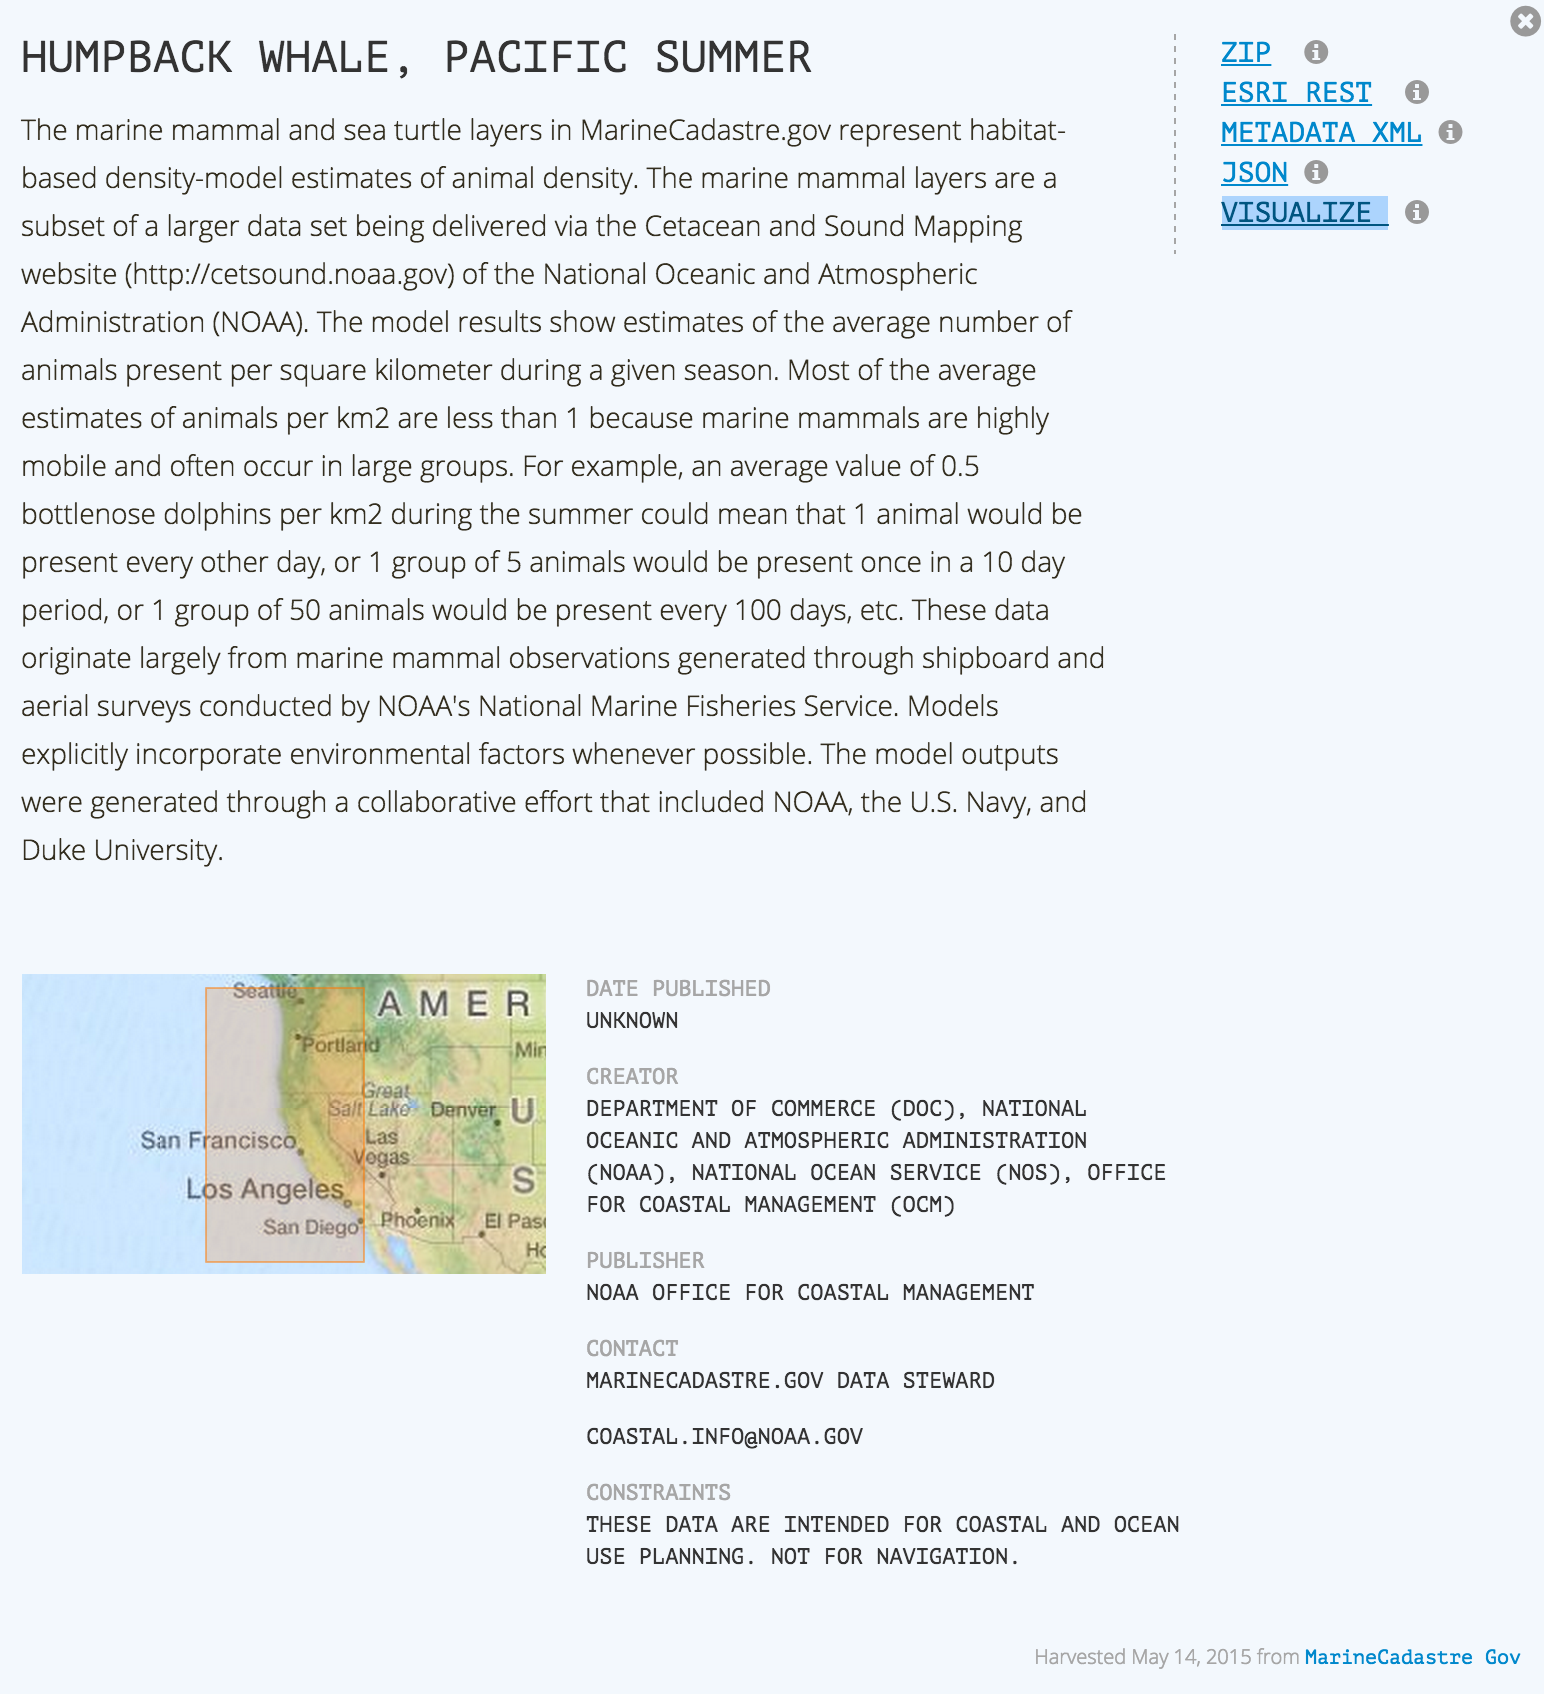 HUMPBACK WHALE, PACIFIC SUMMER
The marine mammal and sea turtle layers in MarineCadastre.gov represent habitat-
based density-model estimates of animal density. The marine mammal layers are a
subset of a larger data set being delivered via the Cetacean and Sound Mapping
website (http://cetsound.noaa.gov) of the National Oceanic and Atmospheric
Administration (NOAA). The model results show estimates of the average number of
animals present per square kilometer during a given season. Most of the average
estimates of animals per km2 are less than 1 because marine mammals are highly
mobile and often occur in large groups. For example, an average value of 0.5
bottlenose dolphins per km2 during the summer could mean that 1 animal would be
present every other day, or 1 group of 5 animals would be present once in a 10 day
period, or 1 group of 50 animals would be present every 100 days, etc. These data
originate largely from marine mammal observations generated through shipboard and
aerial surveys conducted by NOAA's National Marine Fisheries Service. Models
explicitly incorporate environmental factors whenever possible. The model outputs
were generated through a collaborative effort that included NOAA, the U.S. Navy, and
Duke University.
ZIP
ESRI REST
METADATA XML
JSON
VISUALIZE
Seattle
AMER
Portland
Min
Great
Salt Lake
Denver
U
San Francisco
Las
Vegas
S
Los Angeles
San Diego
Phoenix
El Pas
Ho
DATE PUBLISHED
UNKNOWN
CREATOR
DEPARTMENT OF COMMERCE (DOC), NATIONAL
OCEANIC AND ATMOSPHERIC ADMINISTRATION
(NOAA), NATIONAL OCEAN SERVICE (NOS), OFFICE
FOR COASTAL MANAGEMENT (OCM)
PUBLISHER
NOAA OFFICE FOR COASTAL MANAGEMENT
CONTACT
MARINECADASTRE.GOV DATA STEWARD
COASTAL.INFO@NOAA.GOV
CONSTRAINTS
THESE DATA ARE INTENDED FOR COASTAL AND OCEAN
USE PLANNING. NOT FOR NAVIGATION.
Harvested May 14, 2015 from MarineCadastre Gov